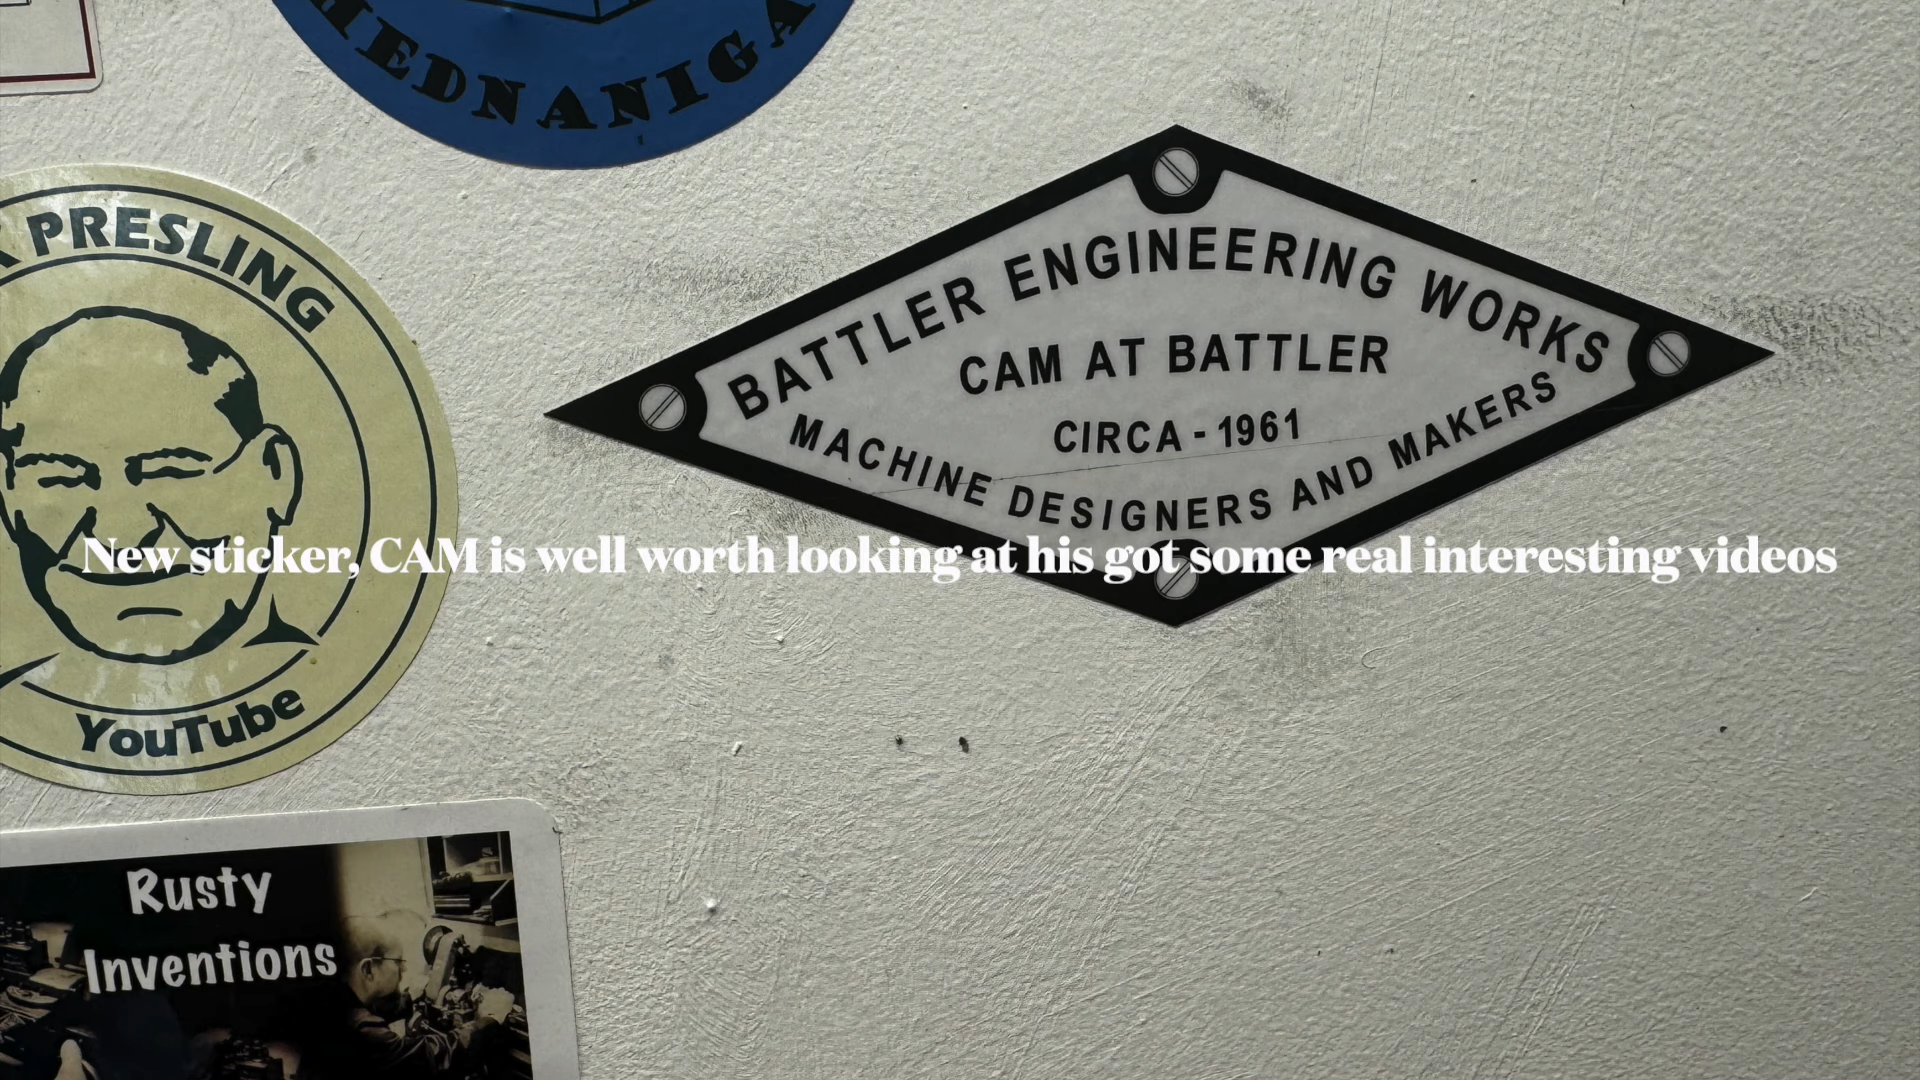 HEDNANIGA
PRESLING
YouTube
BATTLER ENGINEERING WORKS
CAM AT BATTLER
CIRCA - 1961
MACHINE DESIGNERS AND MAKERS
New sticker, CAM is well worth looking at his got some real interesting videos
Rusty
Inventions